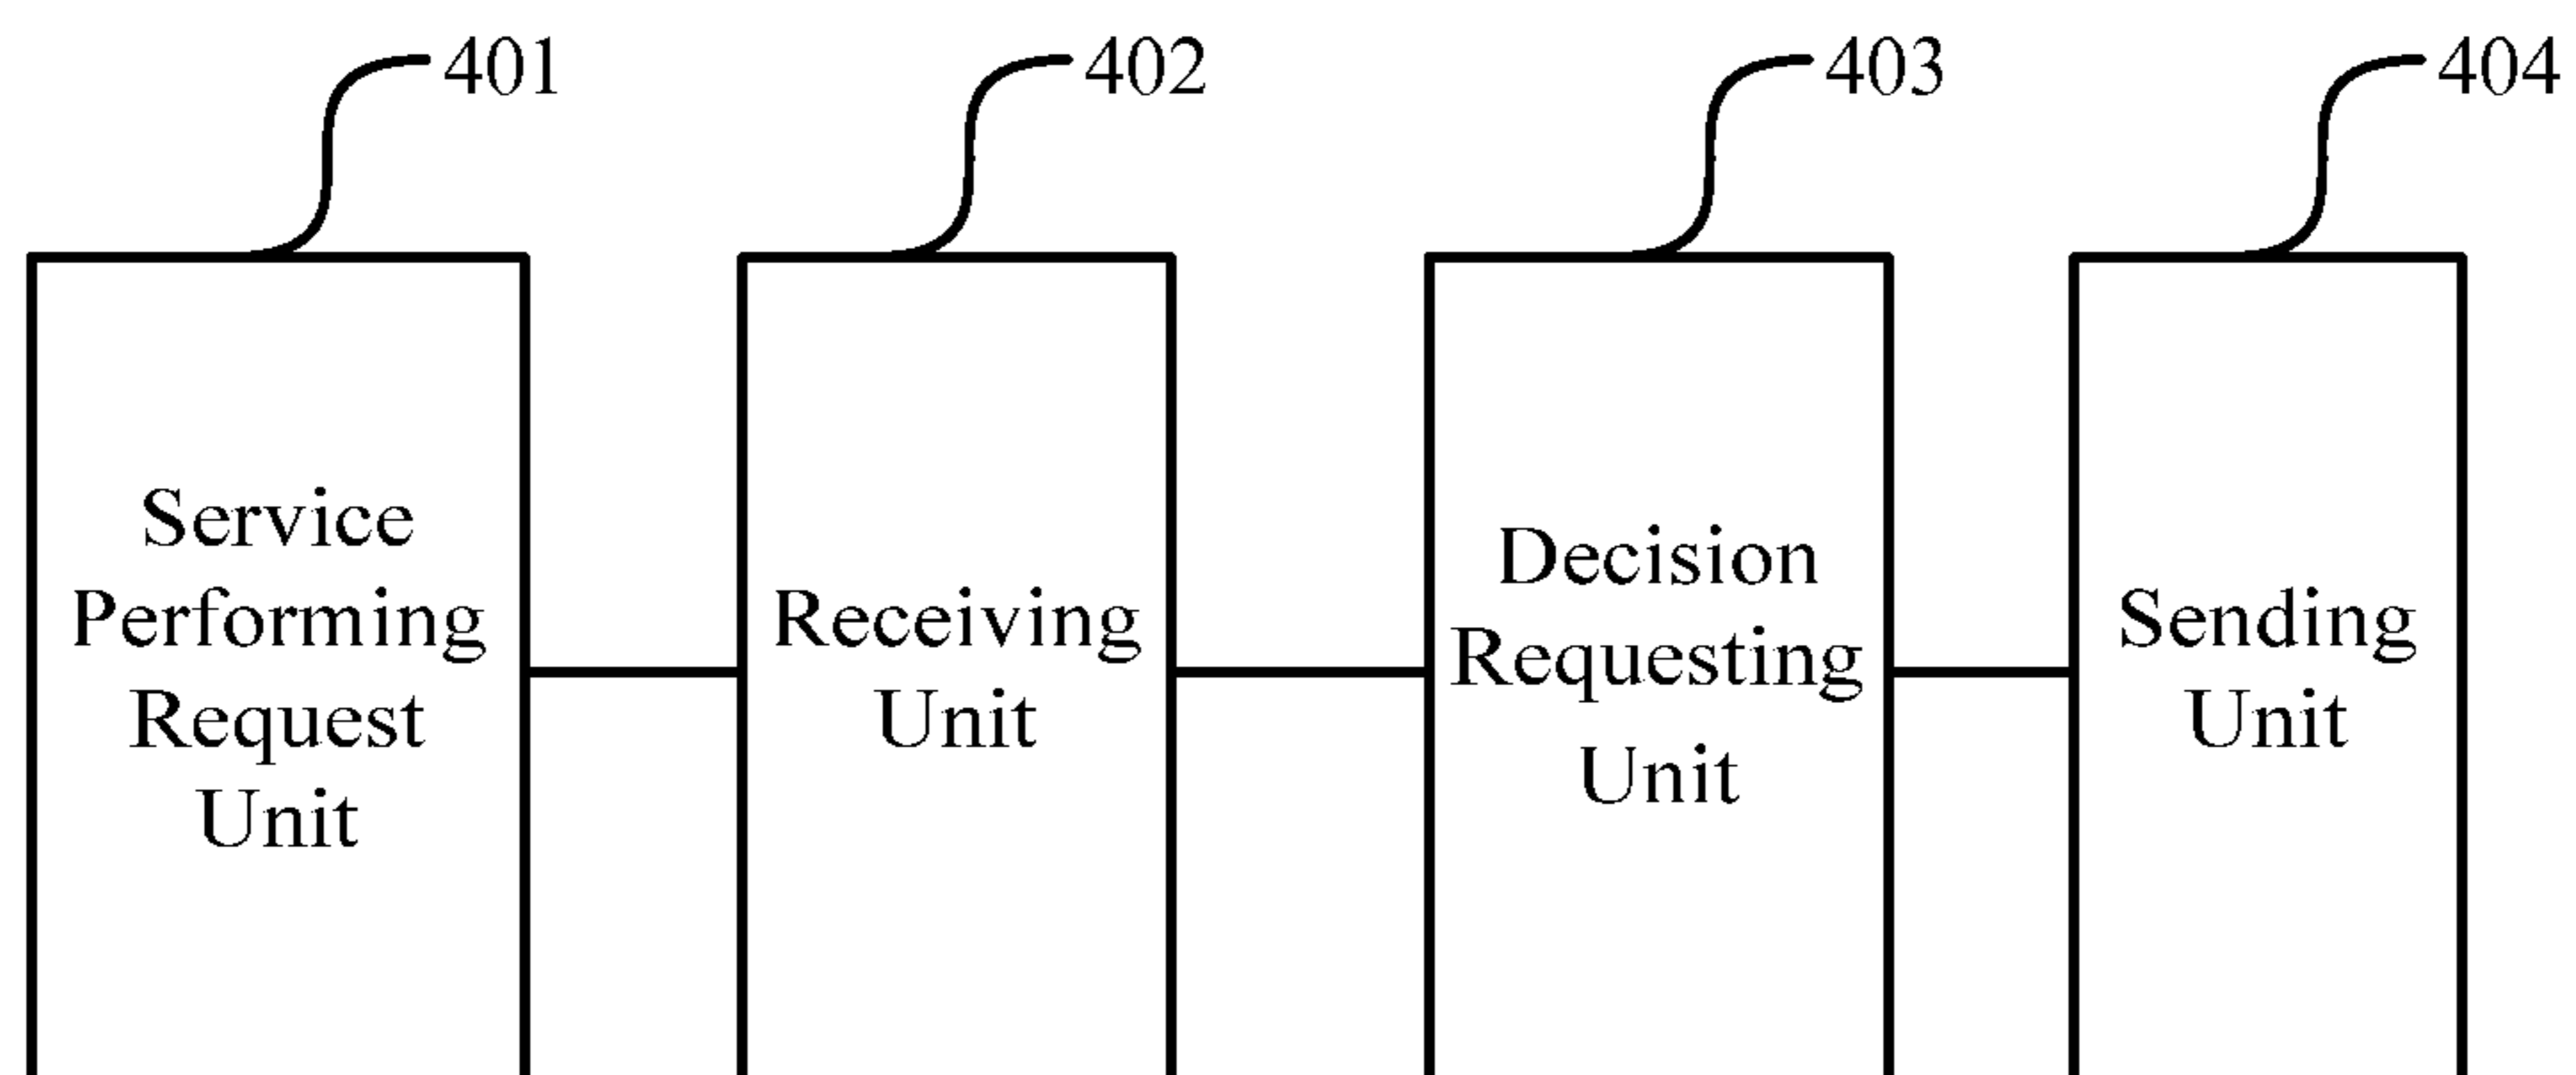 401
402
403
404
Service
Performing
Request
Unit
Receiving
Unit
Decision
Requesting
Unit
Sending
Unit